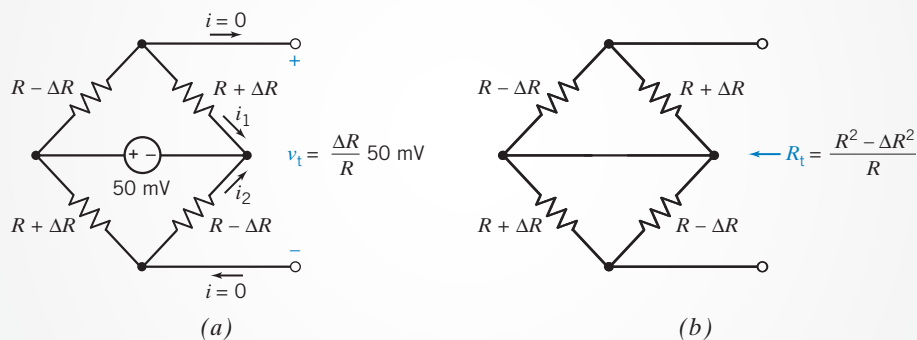 i = 0
+
R − ΔR
R + ΔR
i1
+ −
vt = ΔR/R 50 mV
50 mV
i2
R + ΔR
R − ΔR
−
i = 0
(a)
R − ΔR
R + ΔR
Rt = R² − ΔR²/R
R + ΔR
R − ΔR
(b)